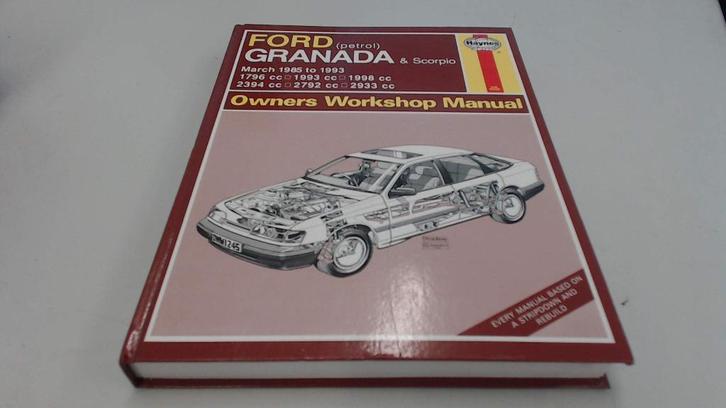 FORD (petrol)
GRANADA & Scorpio
March 1985 to 1993
1796 cc □ 1993 cc □ 1998 cc
2394 cc □ 2792 cc □ 2933 cc
Haynes
Owners Workshop Manual
EVERY MANUAL BASED ON
A STRIPDOWN AND
REBUILD